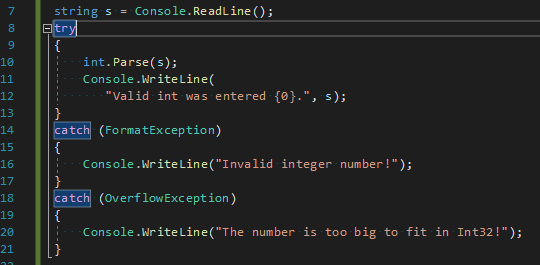 7 string s = Console.ReadLine();
8 try
9 {
10 int.Parse(s);
11 Console.WriteLine(
12 "Valid int was entered {0}.", s);
13 }
14 catch (FormatException)
15 {
16 Console.WriteLine("Invalid integer number!");
17 }
18 catch (OverflowException)
19 {
20 Console.WriteLine("The number is too big to fit in Int32!");
21 }